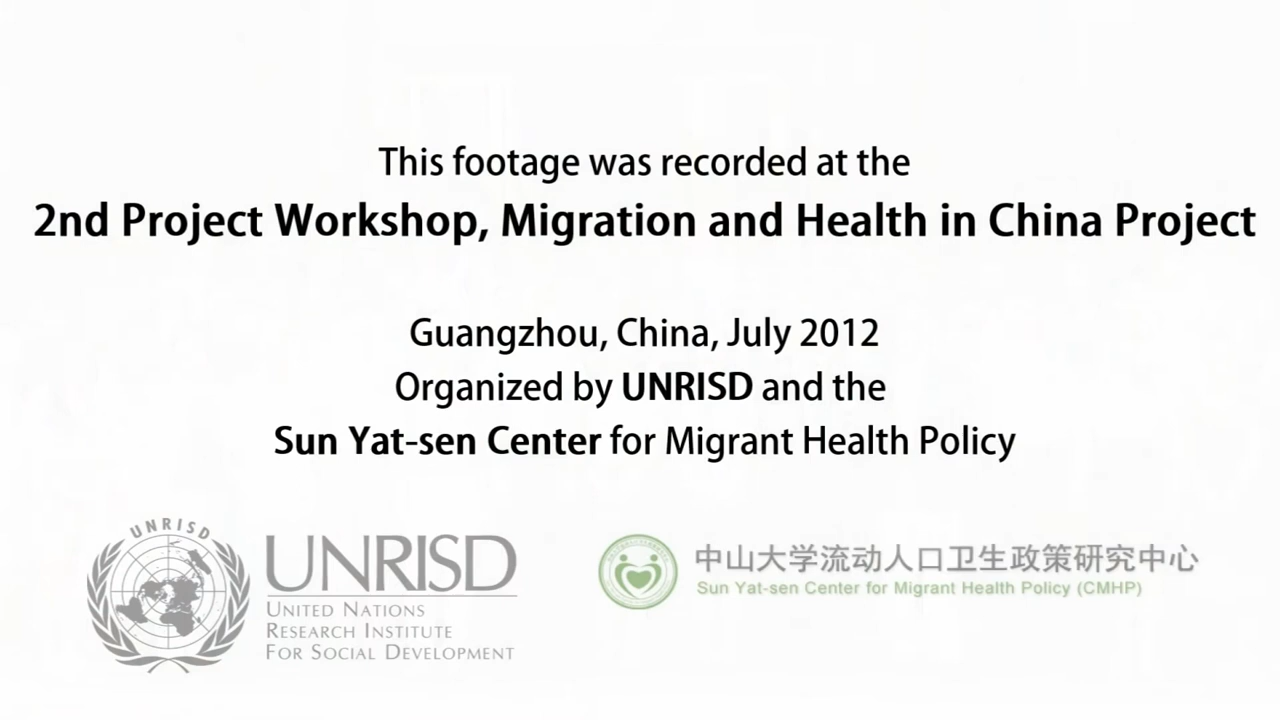 This footage was recorded at the
2nd Project Workshop, Migration and Health in China Project
Guangzhou, China, July 2012
Organized by UNRISD and the
Sun Yat-sen Center for Migrant Health Policy
UNRISD
UNRISD
UNITED NATIONS
RESEARCH INSTITUTE
FOR SOCIAL DEVELOPMENT
中山大学流动人口卫生政策研究中心
Sun Yat-sen Center for Migrant Health Policy (CMHP)